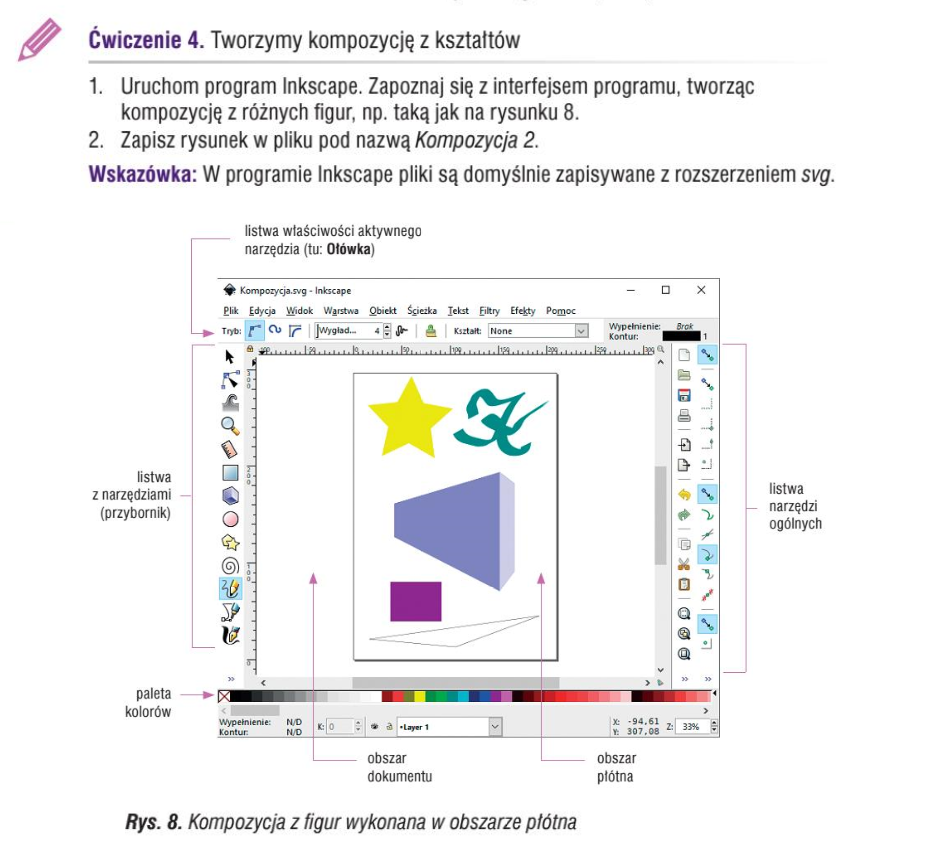 Ćwiczenie 4. Tworzymy kompozycję z kształtów
1. Uruchom program Inkscape. Zapoznaj się z interfejsem programu, tworząc
kompozycję z różnych figur, np. taką jak na rysunku 8.
2. Zapisz rysunek w pliku pod nazwą Kompozycja 2.
Wskazówka: W programie Inkscape pliki są domyślnie zapisywane z rozszerzeniem svg.
listwa właściwości aktywnego
narzędzia (tu: Ołówka)
Kompozycja.svg - Inkscape
Plik Edycja Widok Warstwa Obiekt Ścieżka Tekst Filtry Efekty Pomoc
Tryb: Wygład... 4 Kształt: None Wypełnienie: Brak
Kontur: 1
listwa
z narzędziami
(przybornik)
listwa
narzędzi
ogólnych
paleta
kolorów
Wypełnienie: N/D
Kontur: N/D
K: 0 •Layer 1
X: -94,61
Y: 307,08
Z: 33%
obszar
dokumentu
obszar
płótna
Rys. 8. Kompozycja z figur wykonana w obszarze płótna